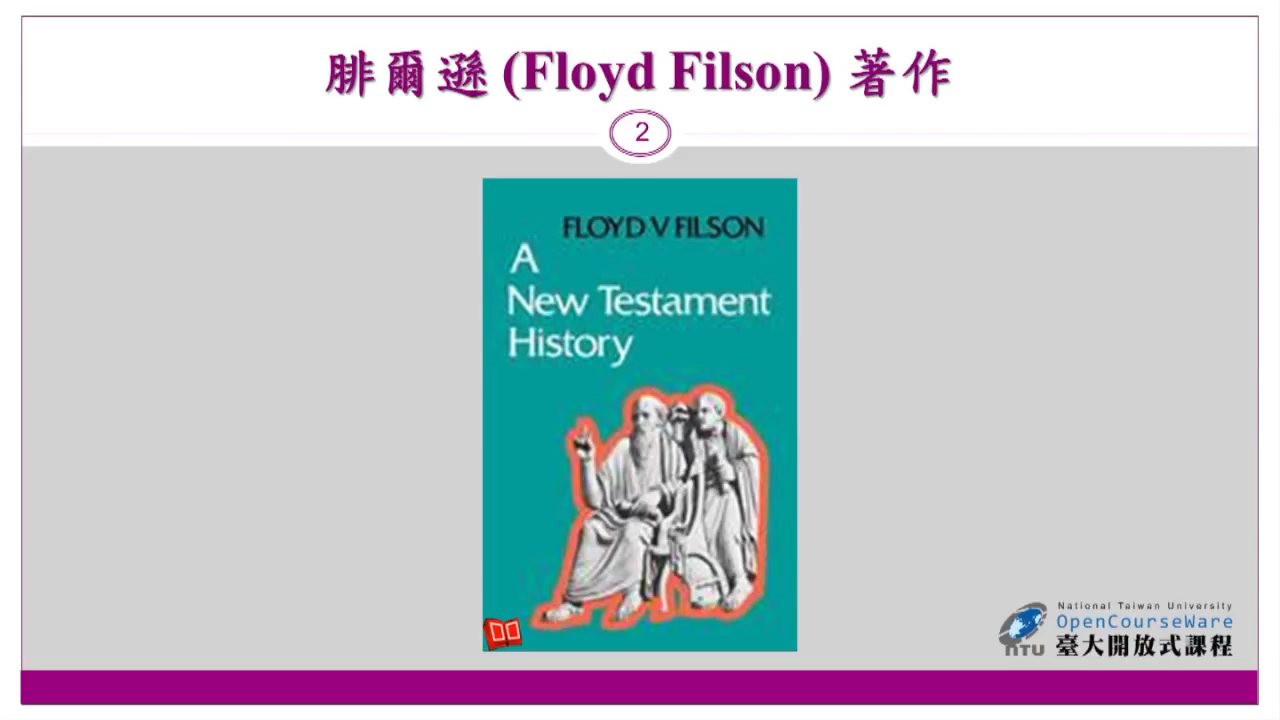 腓爾遜 (Floyd Filson) 著作
2
FLOYD V FILSON
A
New Testament
History
National Taiwan University
OpenCourseWare
NTU
臺大開放式課程